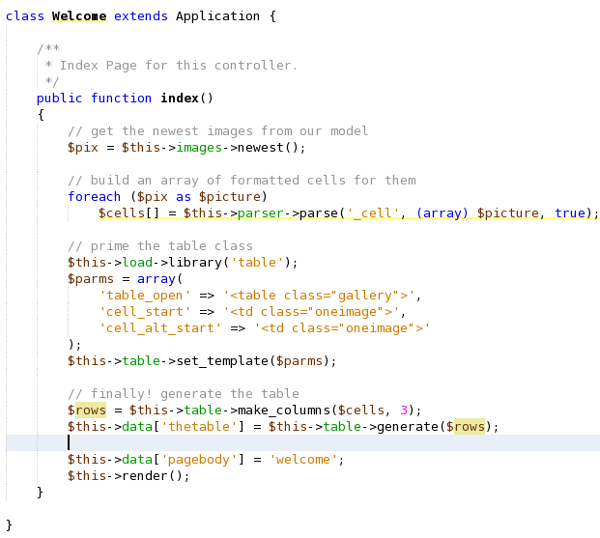 class Welcome extends Application {
/**
* Index Page for this controller.
*/
public function index()
{
// get the newest images from our model
$pix = $this->images->newest();
// build an array of formatted cells for them
foreach ($pix as $picture)
$cells[] = $this->parser->parse('_cell', (array) $picture, true);
// prime the table class
$this->load->library('table');
$parms = array(
'table_open' => '<table class="gallery">',
'cell_start' => '<td class="oneimage">',
'cell_alt_start' => '<td class="oneimage">'
);
$this->table->set_template($parms);
// finally! generate the table
$rows = $this->table->make_columns($cells, 3);
$this->data['thetable'] = $this->table->generate($rows);
$this->data['pagebody'] = 'welcome';
$this->render();
}
}